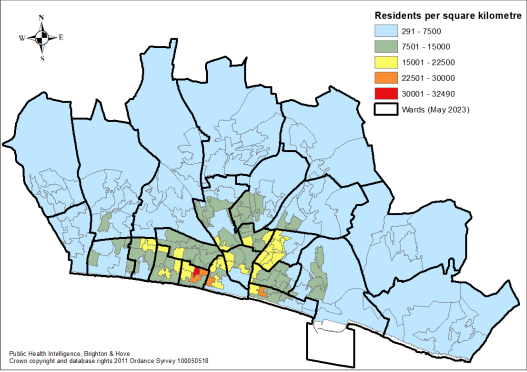 Residents per square kilometre
N
291 - 7500
W E
7501 - 15000
S
15001 - 22500
22501 - 30000
30001 - 32490
Wards (May 2023)
Public Health Intelligence, Brighton & Hove
Crown copyright and database rights 2011 Ordance Syrvey 100050518